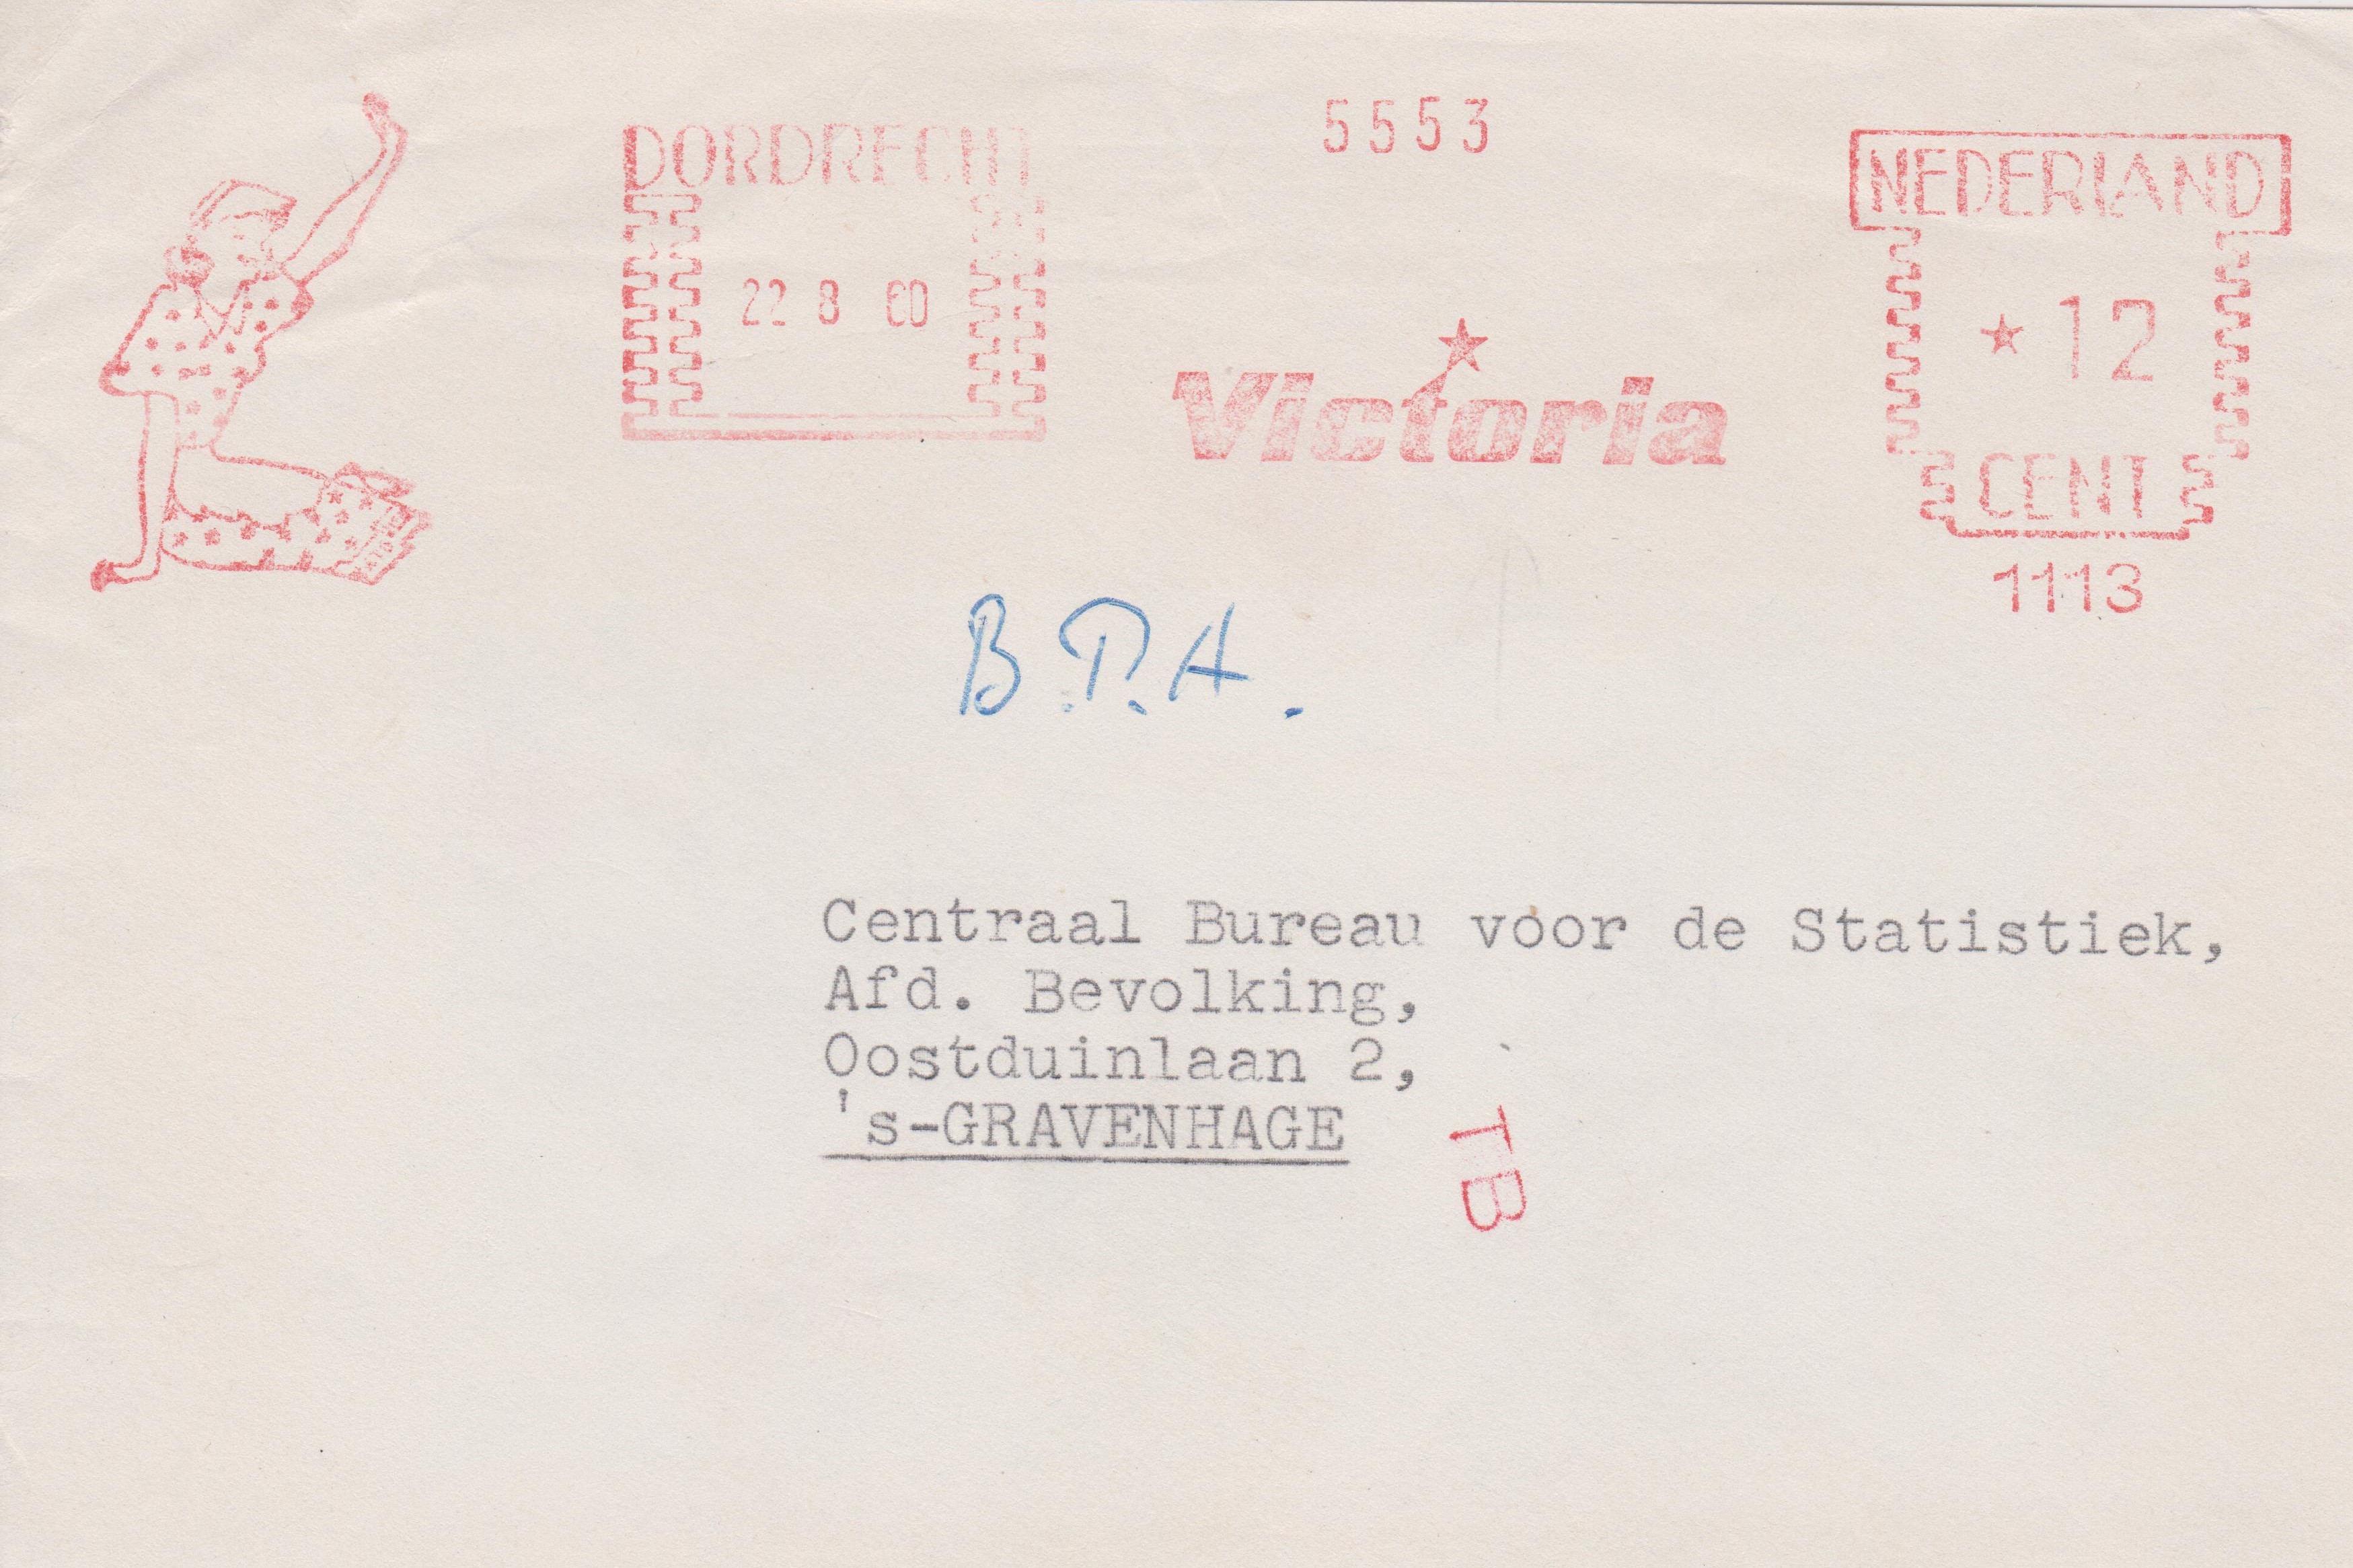 5553
DORDRECHT
NEDERLAND
22 8 60
★ 12
Victoria
CENT
1113
B.P.A.
Centraal Bureau voor de Statistiek,
Afd. Bevolking,
Oostduinlaan 2,
's-GRAVENHAGE
TB